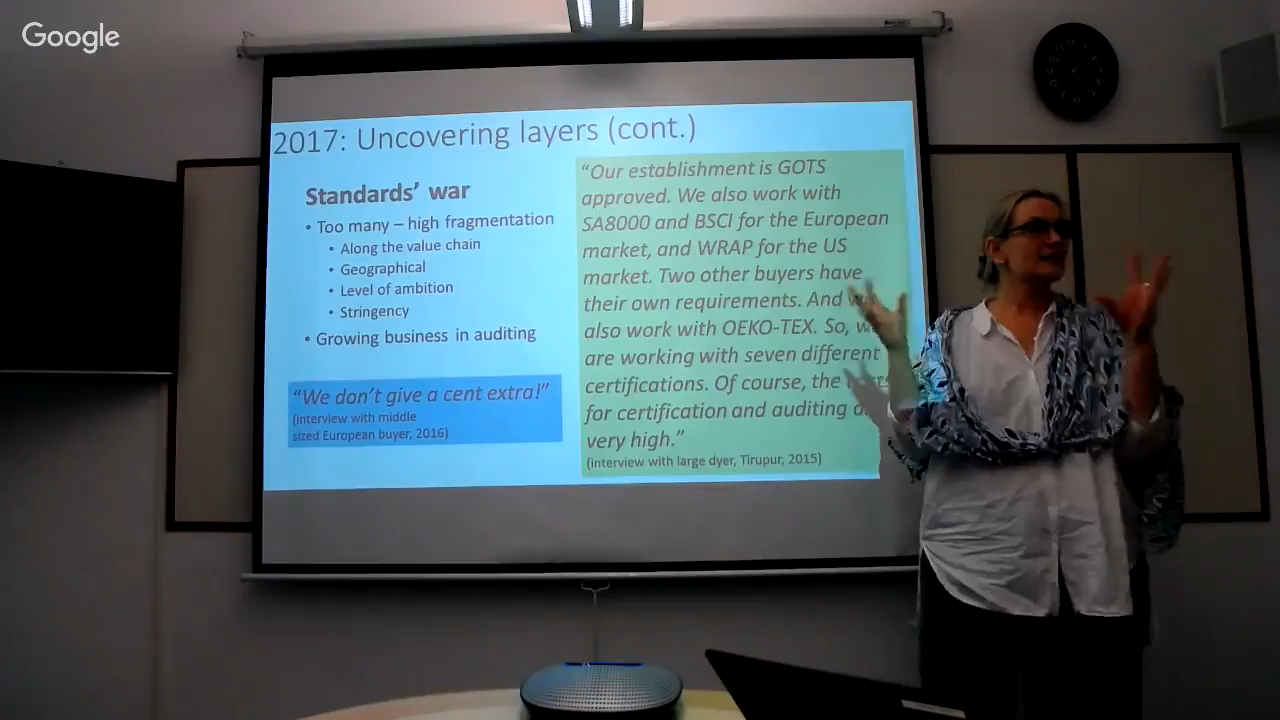 Google
2017: Uncovering layers (cont.)
Standards' war
• Too many – high fragmentation
• Along the value chain
• Geographical
• Level of ambition
• Stringency
• Growing business in auditing
“We don't give a cent extra!”
(interview with middle
sized European buyer, 2016)
“Our establishment is GOTS
approved. We also work with
SA8000 and BSCI for the European
market, and WRAP for the US
market. Two other buyers have
their own requirements. And
also work with OEKO-TEX. So,
are working with seven different
certifications. Of course, the
for certification and auditing
very high.”
(interview with large dyer, Tirupur, 2015)